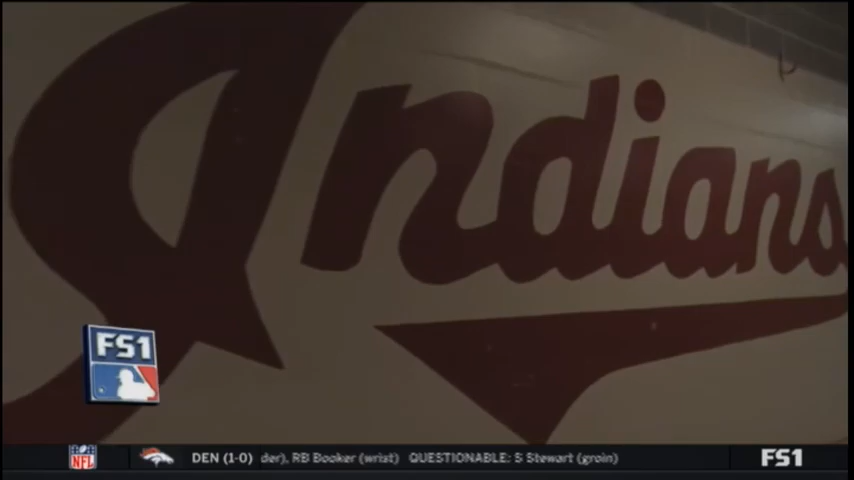 Indians
FS1
NFL DEN (1-0) der), RB Booker (wrist) QUESTIONABLE: S Stewart (groin) FS1